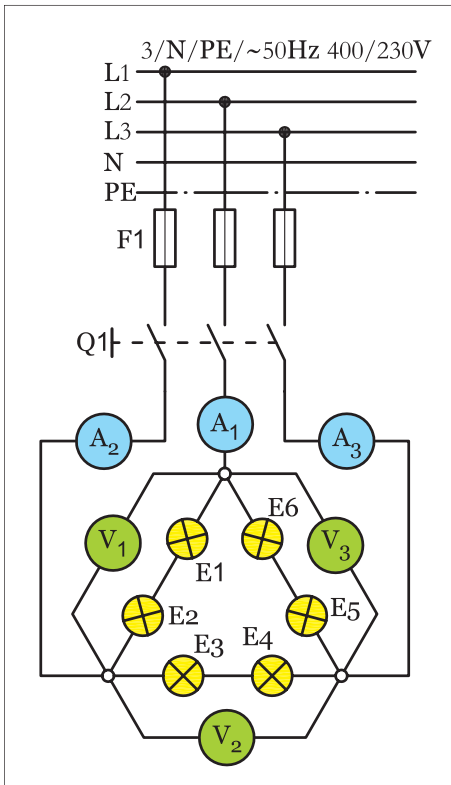 3/N/PE/~50Hz 400/230V
L1
L2
L3
N
PE
F1
Q1
A1
A2
A3
E6
V1
V3
E1
E2
E5
E3
E4
V2